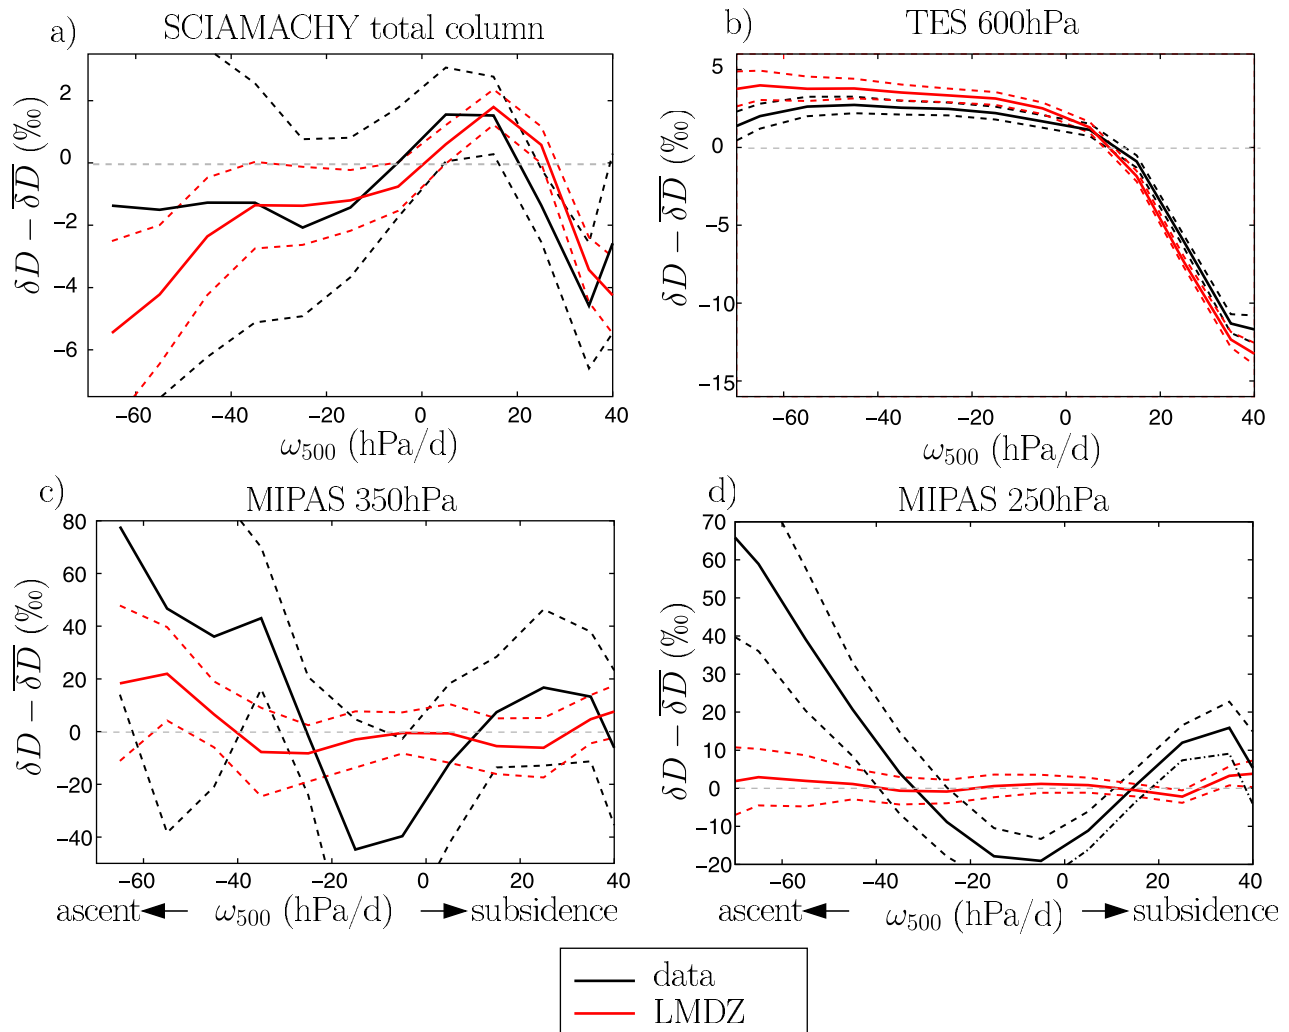 a)
SCIAMACHY total column
δD − δD̅ (‰)
2
0
−2
−4
−6
−60
−40
−20
0
20
40
ω500 (hPa/d)
b)
TES 600hPa
δD − δD̅ (‰)
5
0
−5
−10
−15
−60
−40
−20
0
20
40
ω500 (hPa/d)
c)
MIPAS 350hPa
δD − δD̅ (‰)
80
60
40
20
0
−20
−40
−60
−40
−20
0
20
40
ascent ω500 (hPa/d) subsidence
d)
MIPAS 250hPa
δD − δD̅ (‰)
70
60
50
40
30
20
10
0
−10
−20
−60
−40
−20
0
20
40
ascent ω500 (hPa/d) subsidence
data
LMDZ